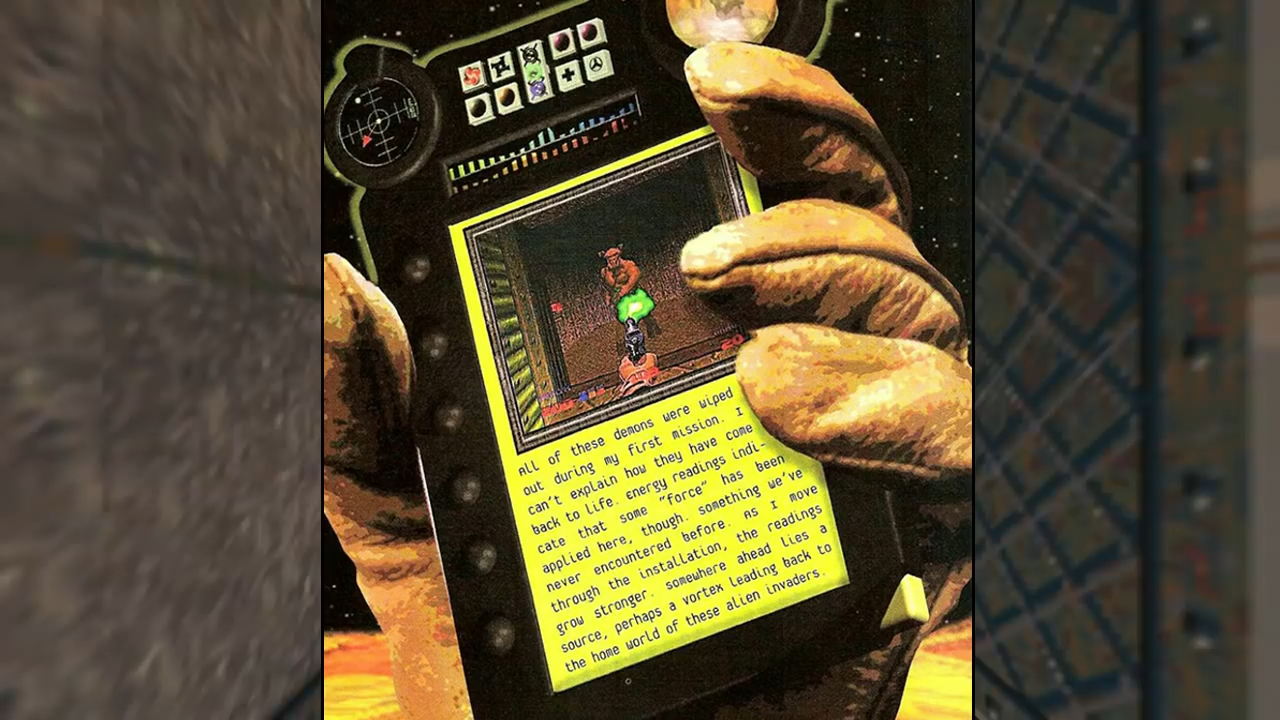 All of these demons were wiped
out during my first mission. I
can't explain how they have come
back to life. Energy readings indi-
cate that some "force" has been
applied here, though. Something we've
never encountered before. As I move
through the installation, the readings
grow stronger. Somewhere ahead lies a
source, perhaps a vortex leading back to
the home world of these alien invaders.